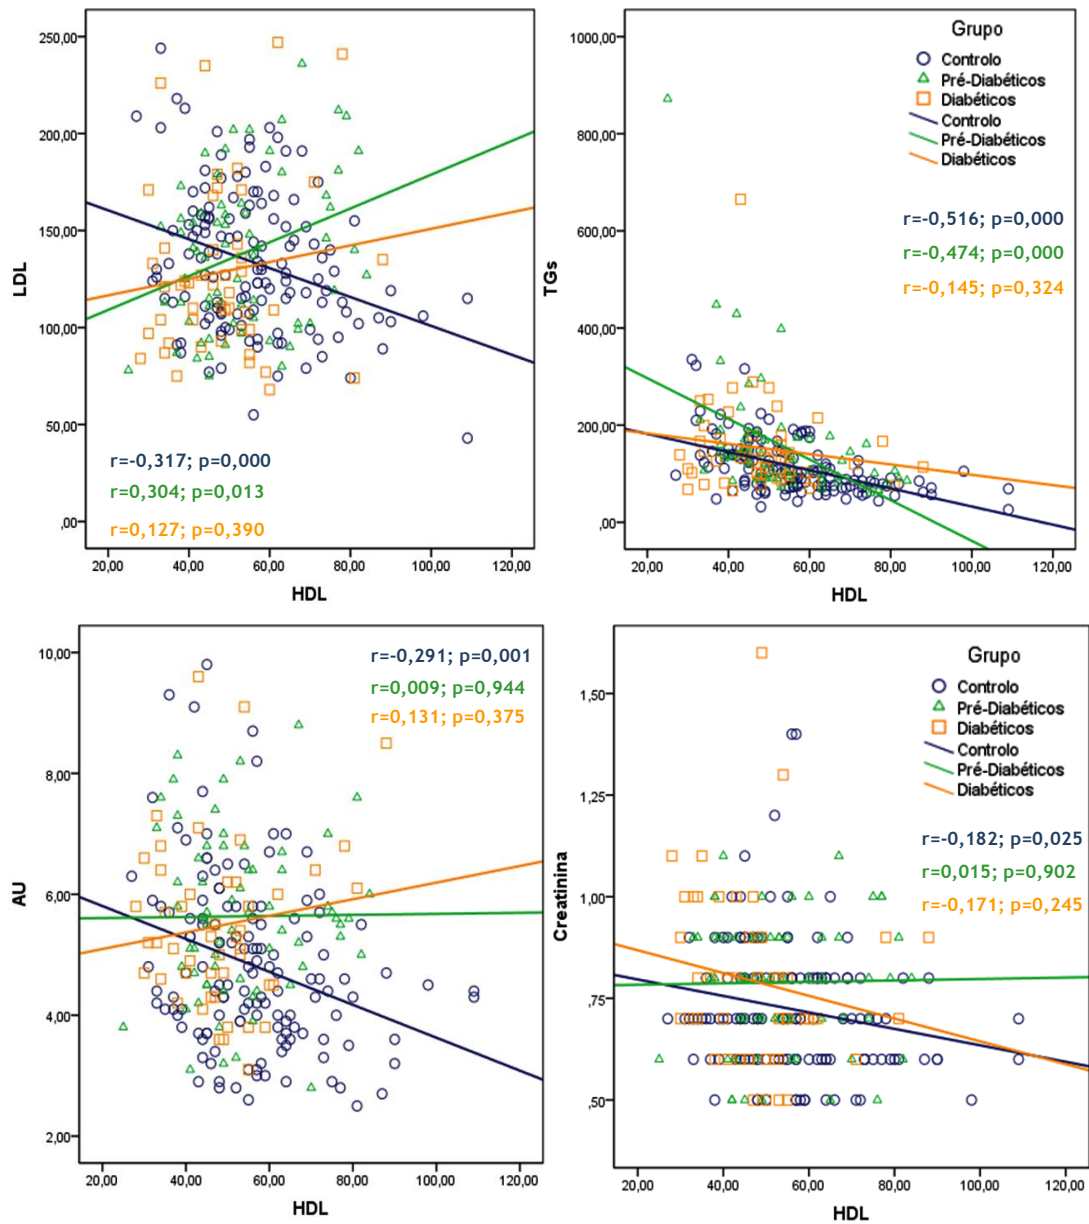 250,00
200,00
150,00
100,00
50,00
,00
LDL
r=-0,317; p=0,000
r=0,304; p=0,013
r=0,127; p=0,390
20,00 40,00 60,00 80,00 100,00 120,00
HDL
1000,00
800,00
600,00
400,00
200,00
,00
TGs
Grupo
Controlo
Pré-Diabéticos
Diabéticos
Controlo
Pré-Diabéticos
Diabéticos
r=-0,516; p=0,000
r=-0,474; p=0,000
r=-0,145; p=0,324
20,00 40,00 60,00 80,00 100,00 120,00
HDL
10,00
8,00
6,00
4,00
2,00
AU
r=-0,291; p=0,001
r=0,009; p=0,944
r=0,131; p=0,375
20,00 40,00 60,00 80,00 100,00 120,00
HDL
1,50
1,25
1,00
,75
,50
Creatinina
Grupo
Controlo
Pré-Diabéticos
Diabéticos
Controlo
Pré-Diabéticos
Diabéticos
r=-0,182; p=0,025
r=0,015; p=0,902
r=-0,171; p=0,245
20,00 40,00 60,00 80,00 100,00 120,00
HDL